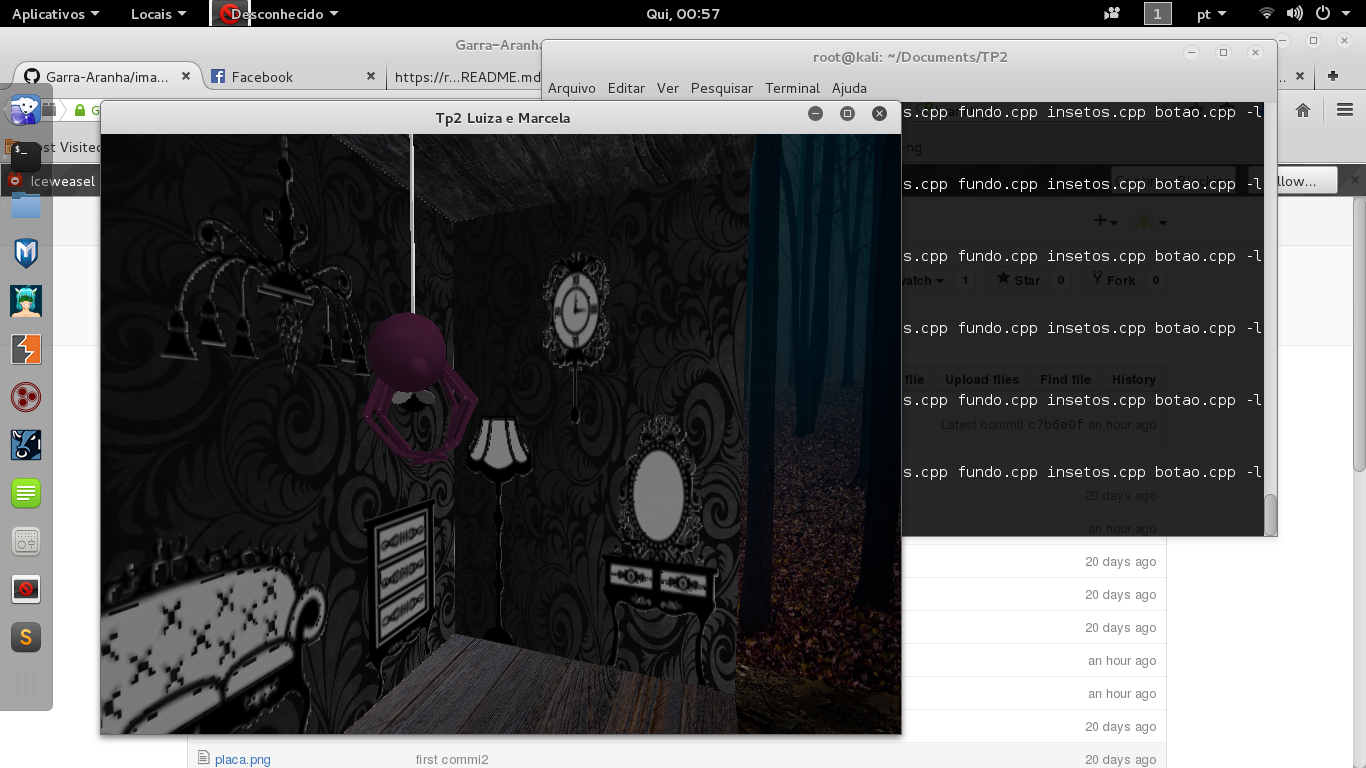 Aplicativos Locais Desconhecido Qui, 00:57 1 pt
Garra-Aranha
root@kali: ~/Documents/TP2
Garra-Aranha/ima... Facebook https://r...README.md
Arquivo Editar Ver Pesquisar Terminal Ajuda
Tp2 Luiza e Marcela
s.cpp fundo.cpp insetos.cpp botao.cpp -l
ost Visited
Iceweasel
llow...
s.cpp fundo.cpp insetos.cpp botao.cpp -l
s.cpp fundo.cpp insetos.cpp botao.cpp -l
atch 1 Star 0 Fork 0
s.cpp fundo.cpp insetos.cpp botao.cpp -l
file Upload files Find file History
s.cpp fundo.cpp insetos.cpp botao.cpp -l
Latest commit c7b6e0f an hour ago
s.cpp fundo.cpp insetos.cpp botao.cpp -l
20 days ago
an hour ago
20 days ago
20 days ago
20 days ago
an hour ago
an hour ago
20 days ago
placa.png first commi2 20 days ago